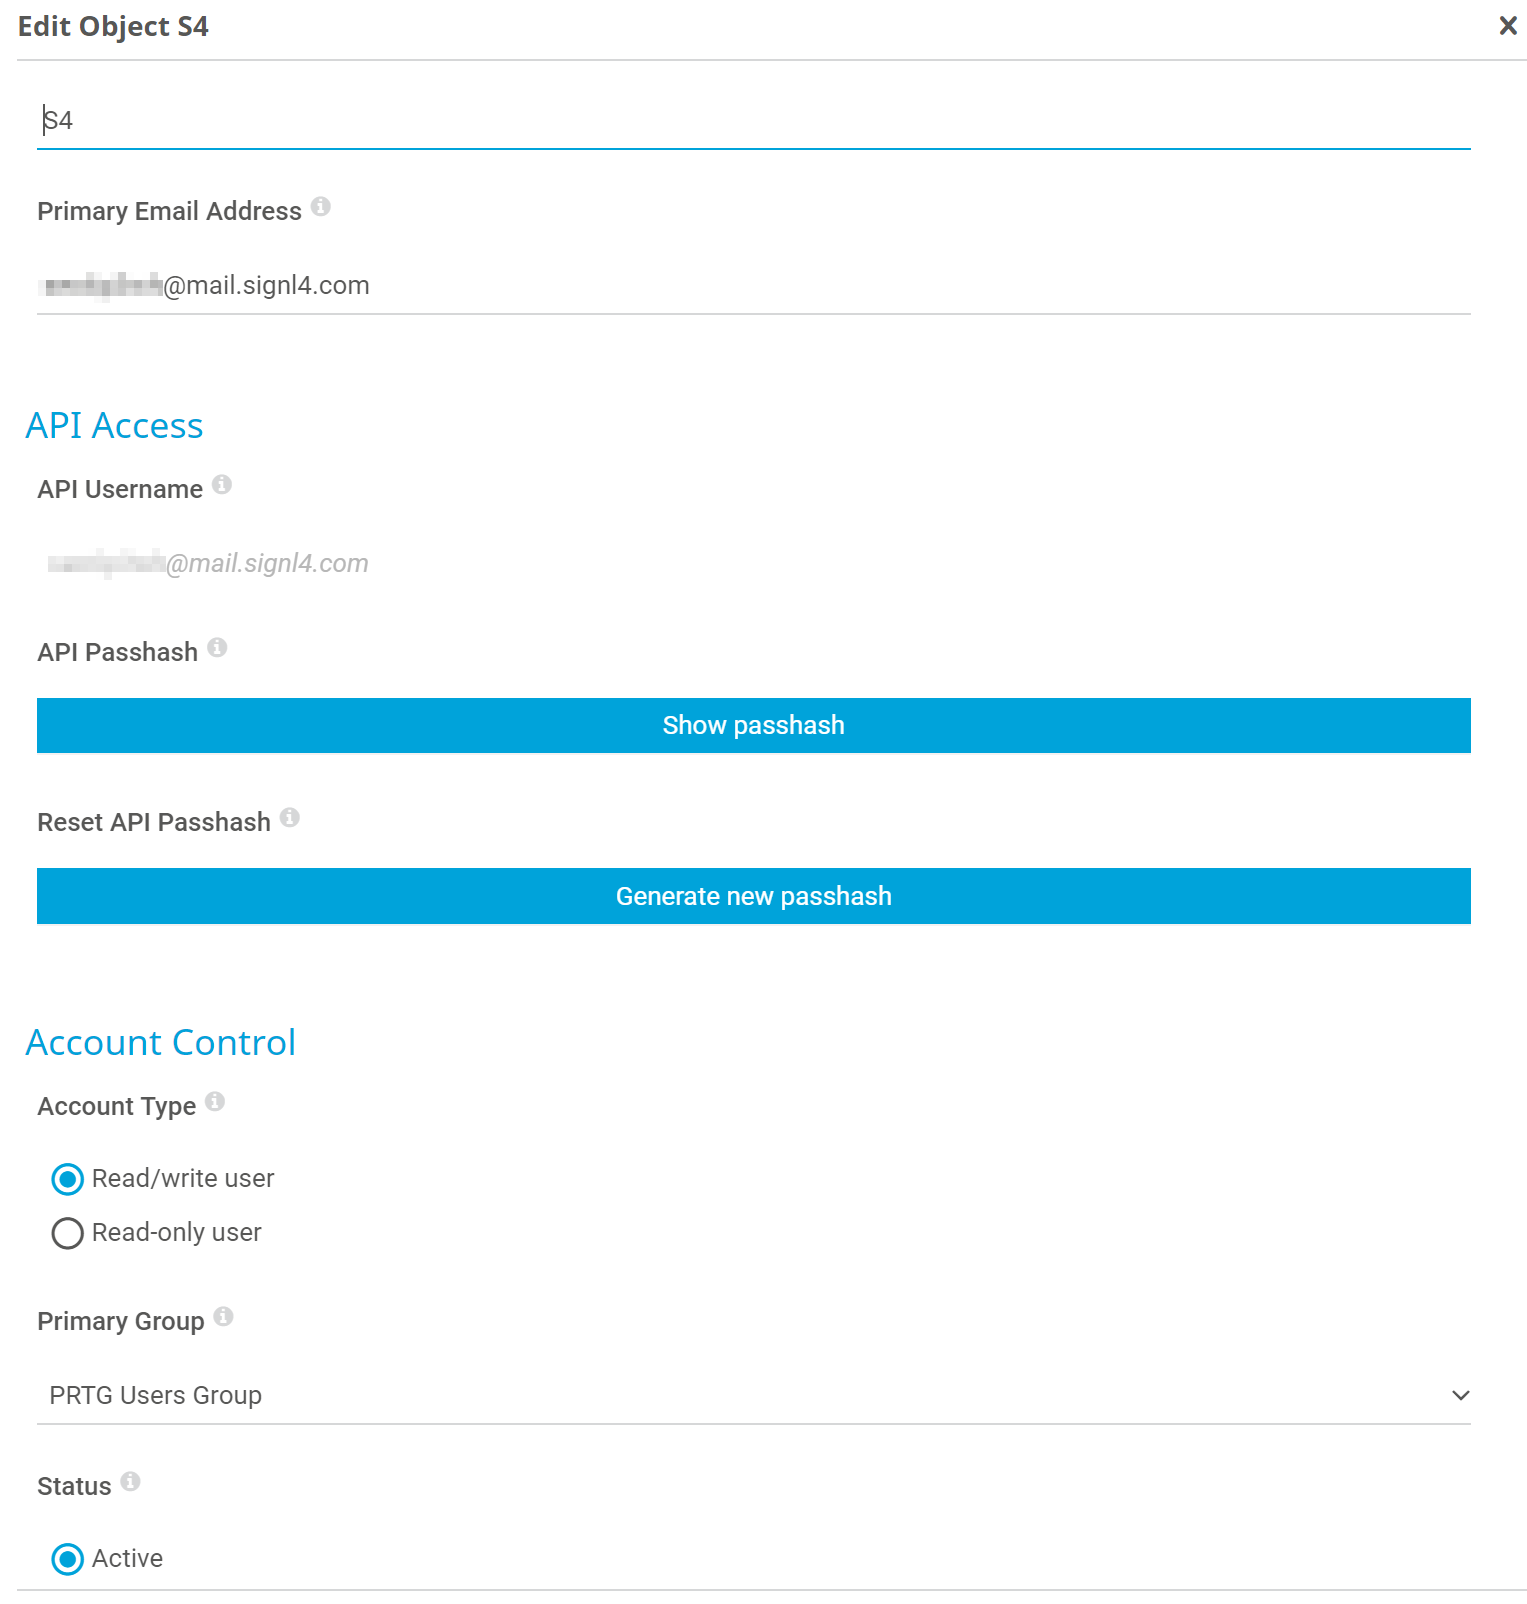 Edit Object S4
S4
Primary Email Address
@mail.signl4.com
API Access
API Username
@mail.signl4.com
API Passhash
Show passhash
Reset API Passhash
Generate new passhash
Account Control
Account Type
Read/write user
Read-only user
Primary Group
PRTG Users Group
Status
Active